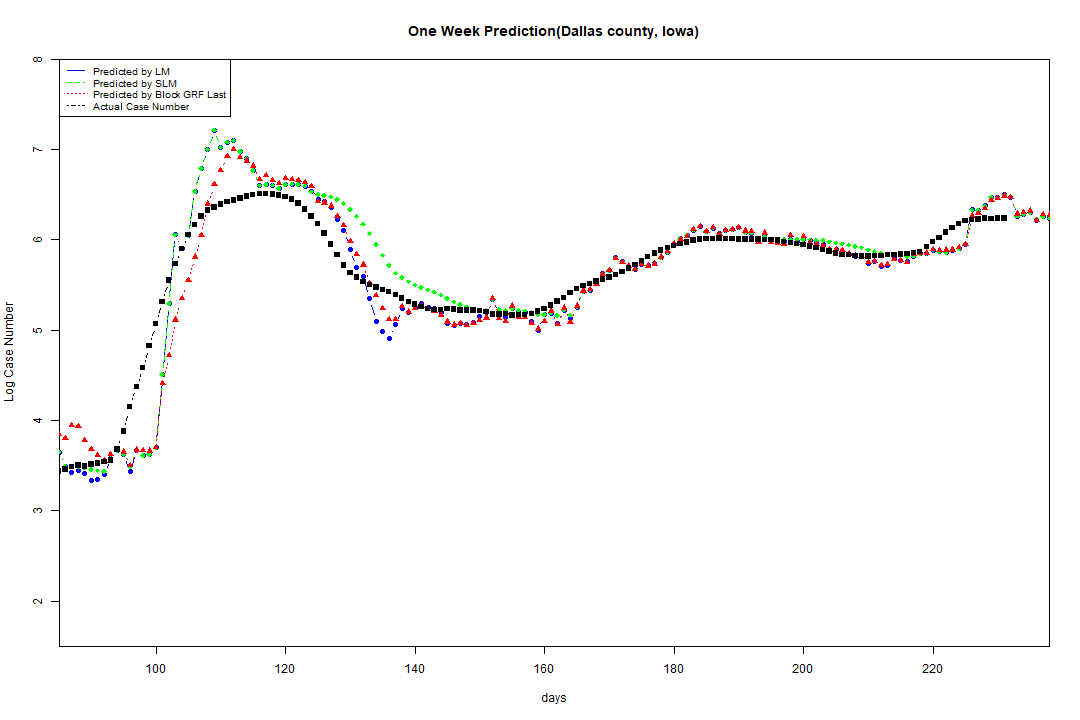 One Week Prediction(Dallas county, Iowa)
Predicted by LM
Predicted by SLM
Predicted by Block GRF Last
Actual Case Number
Log Case Number
8
7
6
5
4
3
2
100 120 140 160 180 200 220
days